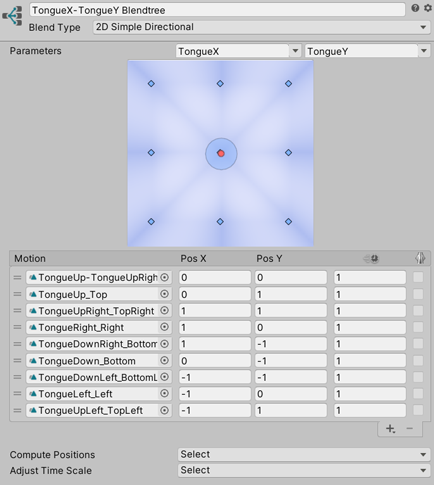 TongueX-TongueY Blendtree
Blend Type 2D Simple Directional
Parameters TongueX TongueY
Motion Pos X Pos Y
TongueUp-TongueUpRigh 0 0 1
TongueUp_Top 0 1 1
TongueUpRight_TopRight 1 1 1
TongueRight_Right 1 0 1
TongueDownRight_Bottom 1 -1 1
TongueDown_Bottom 0 -1 1
TongueDownLeft_BottomL -1 -1 1
TongueLeft_Left -1 0 1
TongueUpLeft_TopLeft -1 1 1
Compute Positions Select
Adjust Time Scale Select